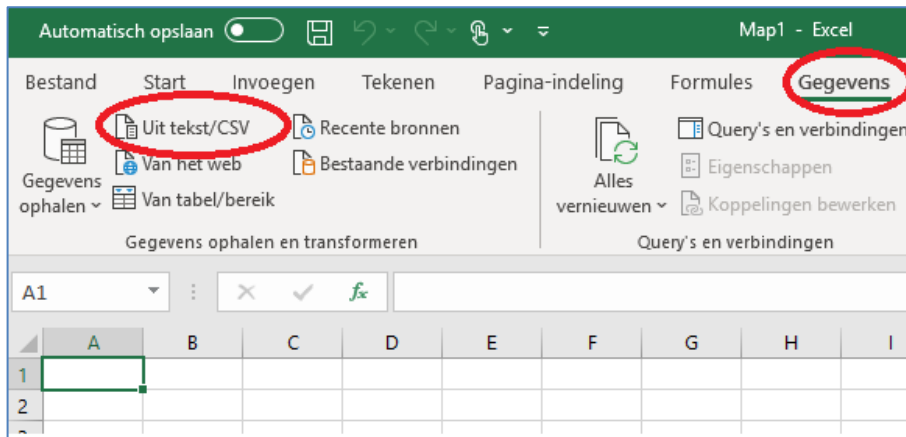 Automatisch opslaan Map1 - Excel
Bestand Start Invoegen Tekenen Pagina-indeling Formules Gegevens
Gegevens ophalen
Uit tekst/CSV
Van het web
Van tabel/bereik
Recente bronnen
Bestaande verbindingen
Gegevens ophalen en transformeren
Alles
vernieuwen
Query's en verbindingen
Eigenschappen
Koppelingen bewerken
Query's en verbindingen
A1 fx
A B C D E F G H I
1
2